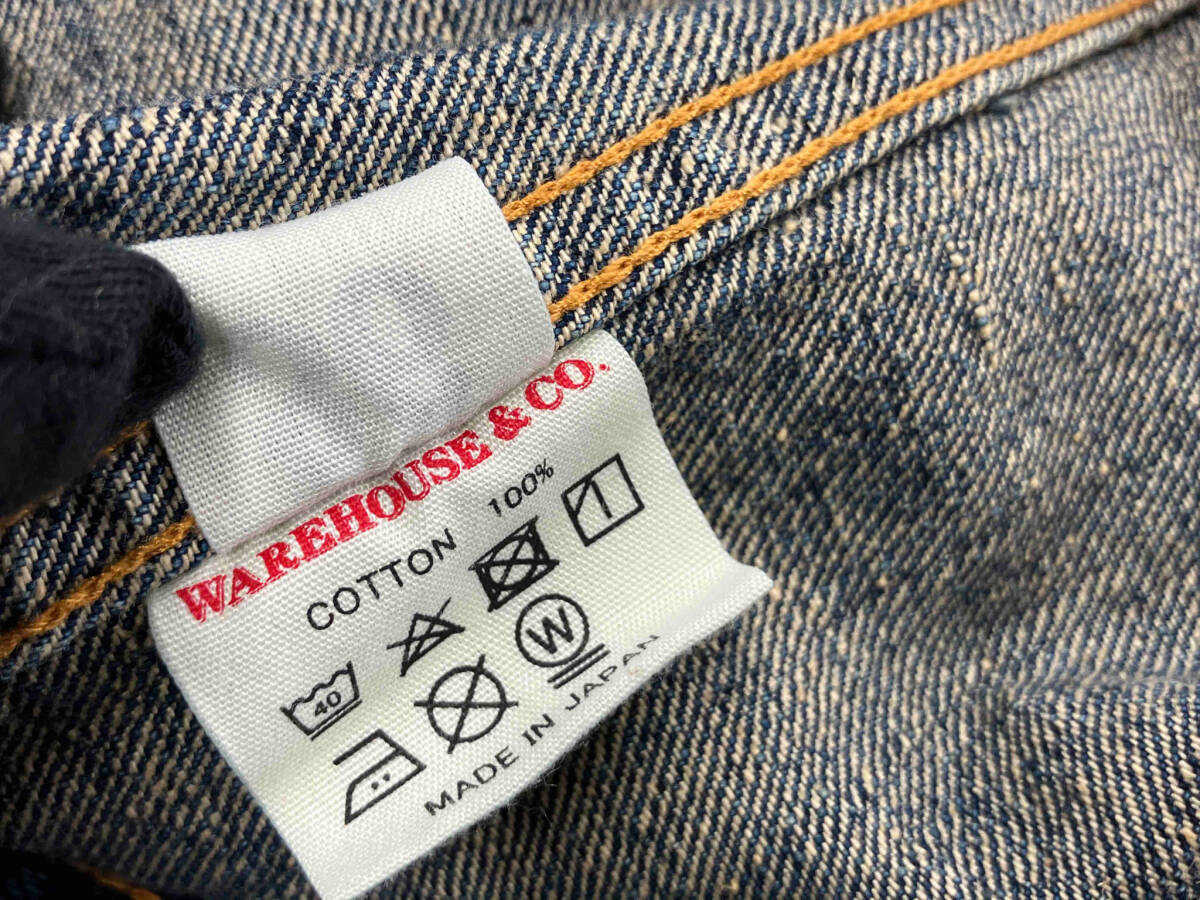 WAREHOUSE & CO.
COTTON 100%
40
W
MADE IN JAPAN